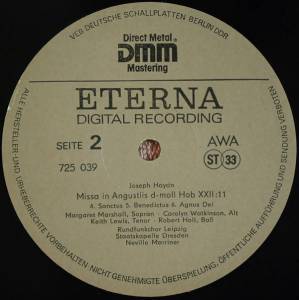 VEB DEUTSCHE SCHALLPLATTEN BERLIN DDR
Direct Metal
DMM
Mastering
ETERNA
DIGITAL RECORDING
SEITE 2
AWA
725 039
ST 33
Joseph Haydn
Missa in Angustiis d-moll Hob XXII:11
4. Sanctus 5. Benedictus 6. Agnus Dei
Margaret Marshall, Sopran · Carolyn Watkinson, Alt
Keith Lewis, Tenor · Robert Holl, Baß
Rundfunkchor Leipzig
Staatskapelle Dresden
Neville Marriner
ALLE HERSTELLER- UND URHEBERRECHTE VORBEHALTEN NICHT GENEHMIGTE ÜBERSPIELUNG, ÖFFENTLICHE AUFFÜHRUNG UND SENDUNG VERBOTEN